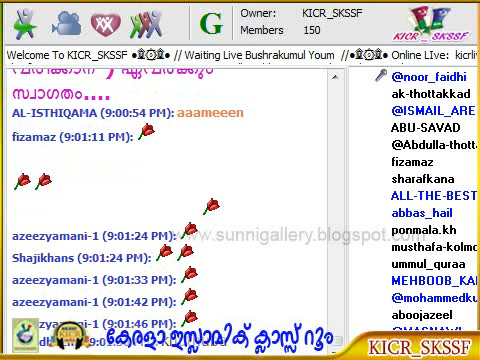 G
Owner: KICR_SKSSF
Members 150
KICR_SKSSF
Welcome To KICR_SKSSF //Waiting Live Bushrakumul Youm //● Online LIve: kicrliv
സ്വാഗതം....
AL-ISTHIQAMA (9:00:54 PM): aaameeen
fizamaz (9:01:11 PM):
azeezyamani-1 (9:01:24 PM):
Shajikhans (9:01:24 PM):
azeezyamani-1 (9:01:33 PM):
azeezyamani-1 (9:01:42 PM):
azeezyamani-1 (9:01:46 PM):
www.sunnigallery.blogspot.com
@noor_faidhi
ak-thottakkad
@ISMAIL_ARE
ABU-SAVAD
@Abdulla-thotta
fizamaz
sharafkana
ALL-THE-BEST
abbas_hail
ponmala.kh
musthafa-kolmo
ummul_quraa
MEHBOOB_KA
@mohammedku
aboojazeel
കേരളാ ഇസ്ലാമിക് ക്ലാസ്സ് റൂം
KICR_SKSSF